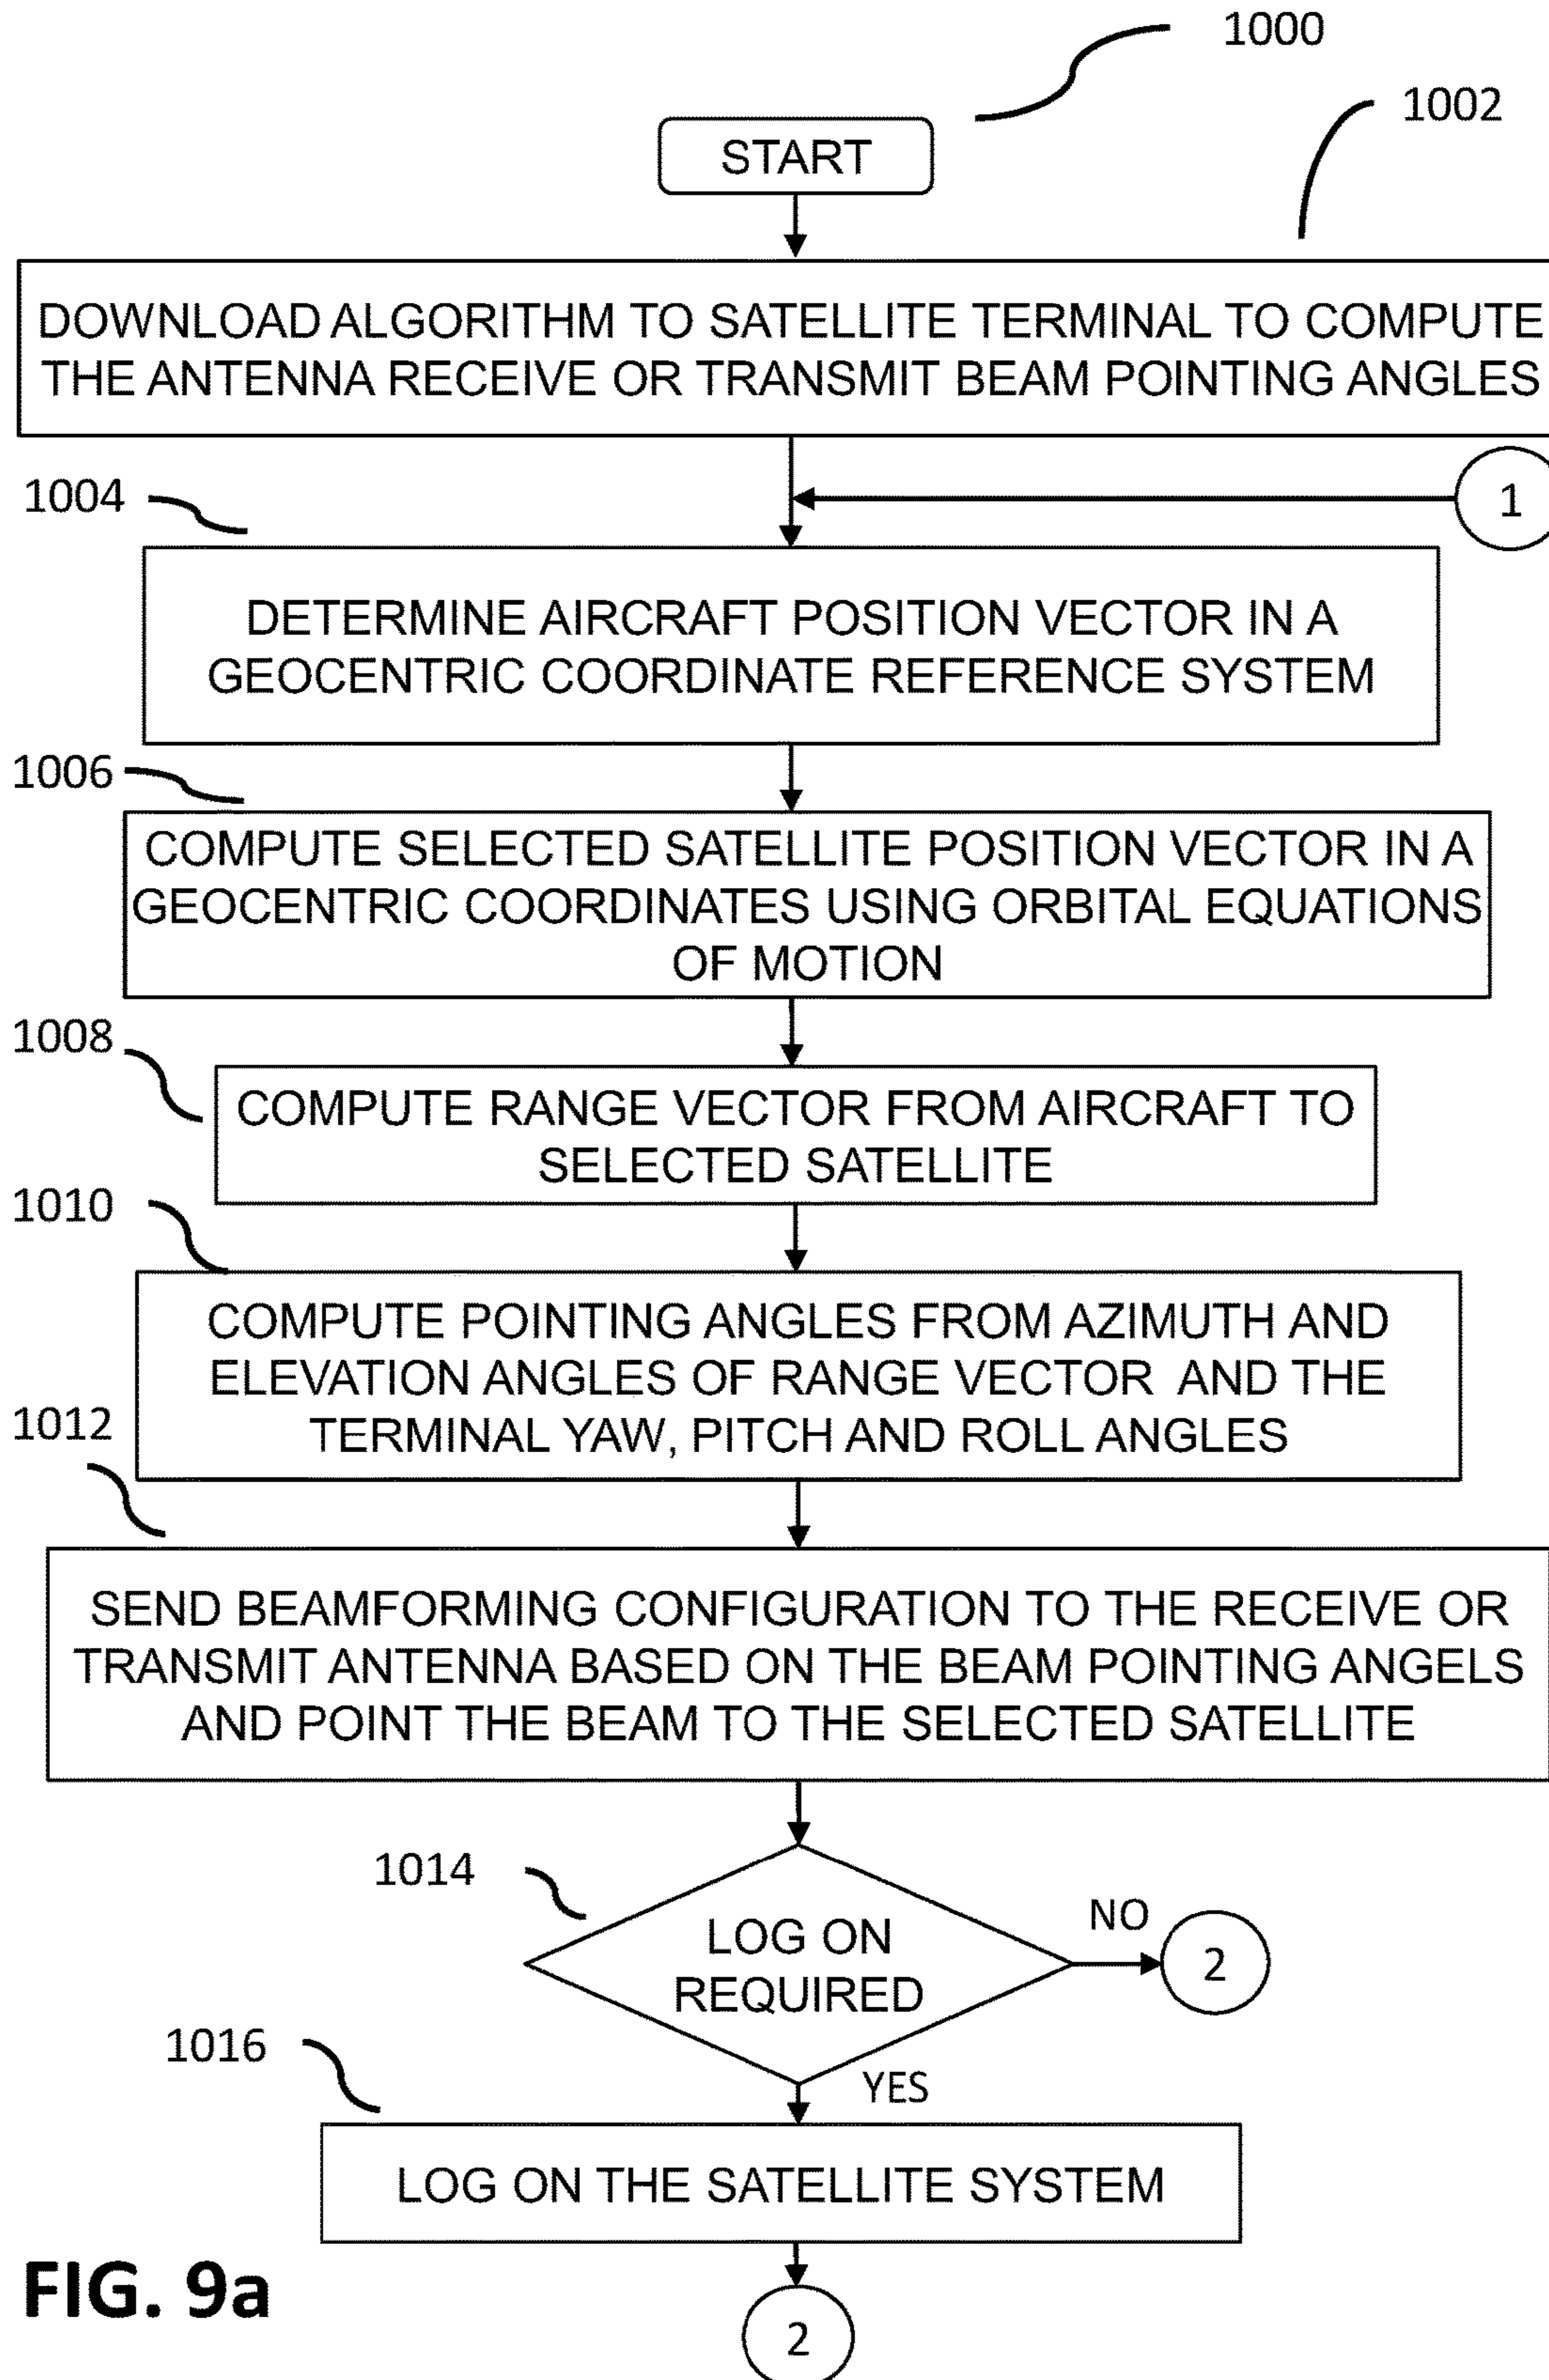 1000
1002
START
DOWNLOAD ALGORITHM TO SATELLITE TERMINAL TO COMPUTE
THE ANTENNA RECEIVE OR TRANSMIT BEAM POINTING ANGLES
1004
1
DETERMINE AIRCRAFT POSITION VECTOR IN A
GEOCENTRIC COORDINATE REFERENCE SYSTEM
1006
COMPUTE SELECTED SATELLITE POSITION VECTOR IN A
GEOCENTRIC COORDINATES USING ORBITAL EQUATIONS
OF MOTION
1008
COMPUTE RANGE VECTOR FROM AIRCRAFT TO
SELECTED SATELLITE
1010
COMPUTE POINTING ANGLES FROM AZIMUTH AND
ELEVATION ANGLES OF RANGE VECTOR AND THE
TERMINAL YAW, PITCH AND ROLL ANGLES
1012
SEND BEAMFORMING CONFIGURATION TO THE RECEIVE OR
TRANSMIT ANTENNA BASED ON THE BEAM POINTING ANGELS
AND POINT THE BEAM TO THE SELECTED SATELLITE
1014
LOG ON
REQUIRED
NO
2
1016
YES
LOG ON THE SATELLITE SYSTEM
FIG. 9a
2